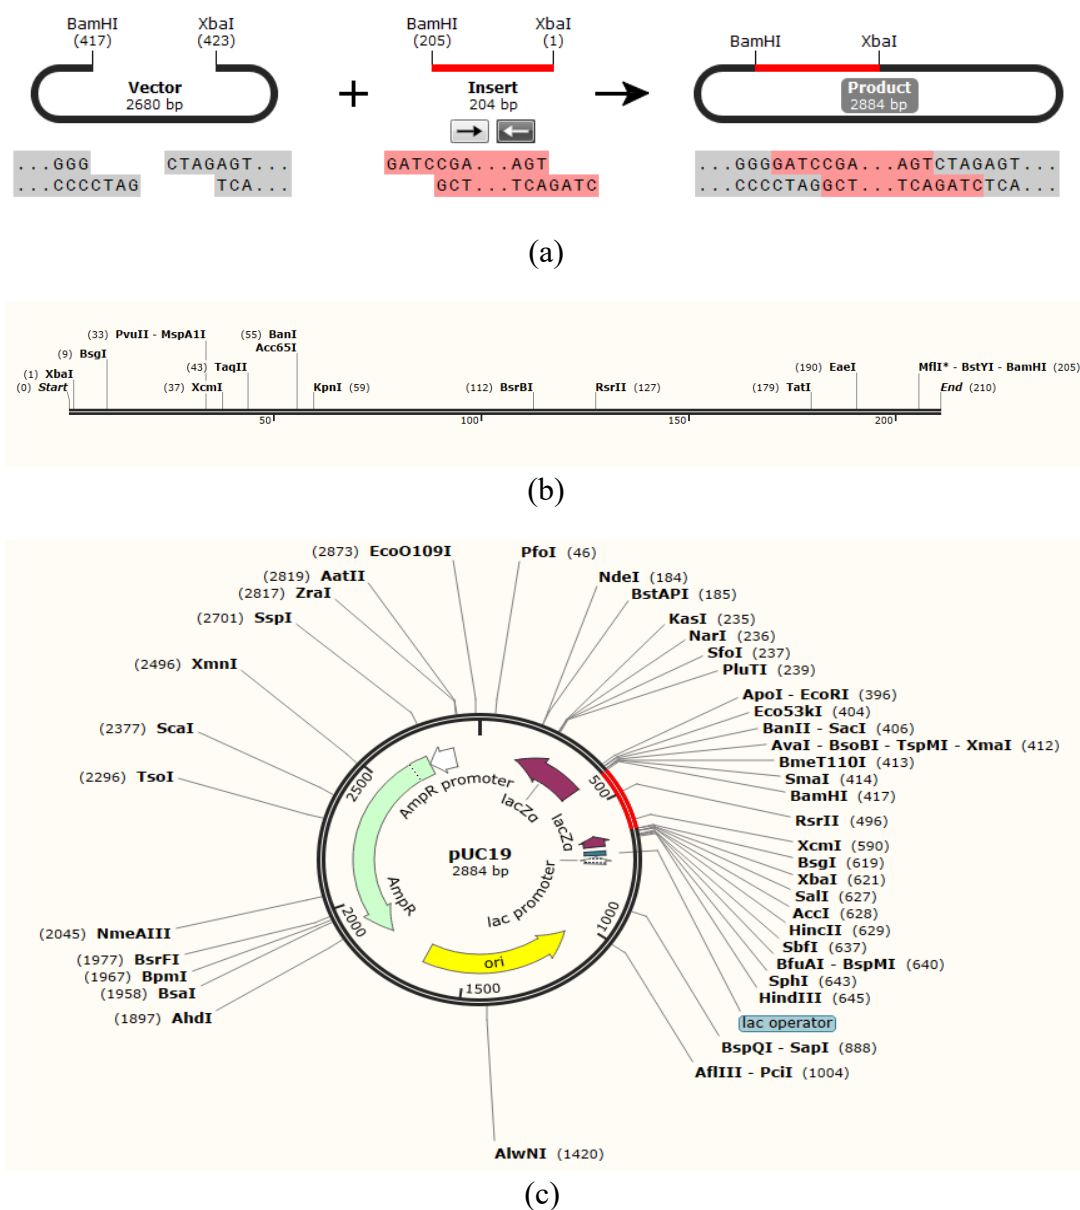 BamHI
(417)
XbaI
(423)
Vector
2680 bp
+
BamHI
(205)
XbaI
(1)
Insert
204 bp
BamHI
XbaI
Product
2884 bp
...GGG CTAGAGT...
...CCCCTAG TCA...
GATCCGA...AGT
GCT...TCAGATC
...GGGGATCCGA...AGTCTAGAGT...
...CCCCTAGGCT...TCAGATCTCA...
(a)
(33) PvuII - MspA1I
(55) BanI
Acc65I
(9) BsgI
(43) TaqII
(190) EaeI
MflI* - BstYI - BamHI (205)
(1) XbaI
(0) Start
(37) XcmI
KpnI (59)
(112) BsrBI
RsrII (127)
(179) TatI
End (210)
50
100
150
200
(b)
(2873) EcoO109I
PfoI (46)
(2819) AatII
NdeI (184)
(2817) ZraI
BstAPI (185)
(2701) SspI
KasI (235)
NarI (236)
SfoI (237)
(2496) XmnI
PluTI (239)
ApoI - EcoRI (396)
Eco53kI (404)
(2377) ScaI
BanII - SacI (406)
AvaI - BsoBI - TspMI - XmaI (412)
BmeT110I (413)
(2296) TsoI
SmaI (414)
BamHI (417)
RsrII (496)
XcmI (590)
BsgI (619)
XbaI (621)
SalI (627)
AccI (628)
HincII (629)
(2045) NmeAIII
SbfI (637)
(1977) BsrFI
BfuAI - BspMI (640)
(1967) BpmI
SphI (643)
(1958) BsaI
HindIII (645)
(1897) AhdI
lac operator
BspQI - SapI (888)
AflIII - PciI (1004)
AlwNI (1420)
500
1000
1500
2000
2500
AmpR promoter
lacZα
lacZα
pUC19
2884 bp
lac promoter
AmpR
ori
(c)